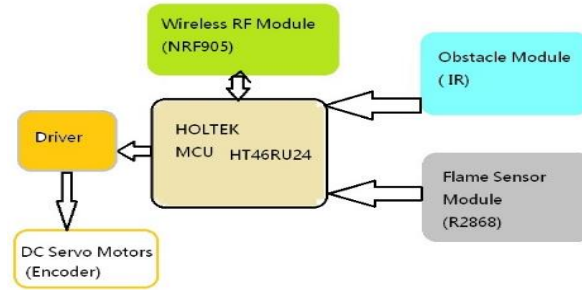 Wireless RF Module
(NRF905)
Obstacle Module
( IR)
HOLTEK
MCU HT46RU24
Driver
Flame Sensor
Module
(R2868)
DC Servo Motors
(Encoder)